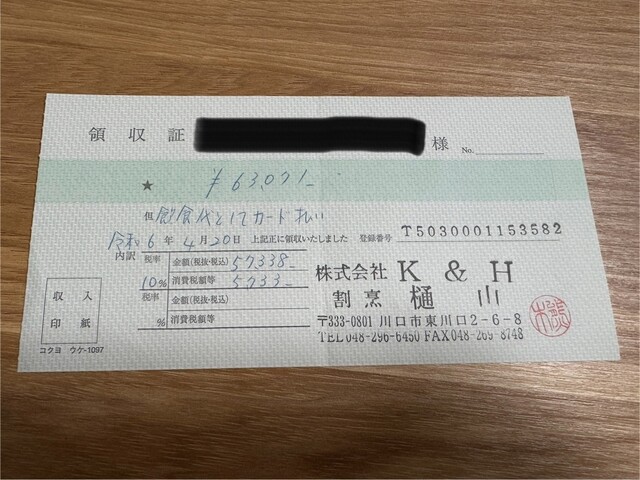 領収証 様
No.
★ ¥63,071-
但 飲食代としてカード払い
令和6年4月20日 上記正に領収いたしました 登録番号 T5030001153582
内訳 税率 金額(税抜・税込) 57338-
10% 消費税額等 5733-
税率 金額(税抜・税込)
% 消費税額等
収入
印紙
コクヨ ウケ-1097
株式会社 K & H
割烹 樋山
〒333-0801 川口市東川口2-6-8
TEL 048-296-6450 FAX 048-269-8748